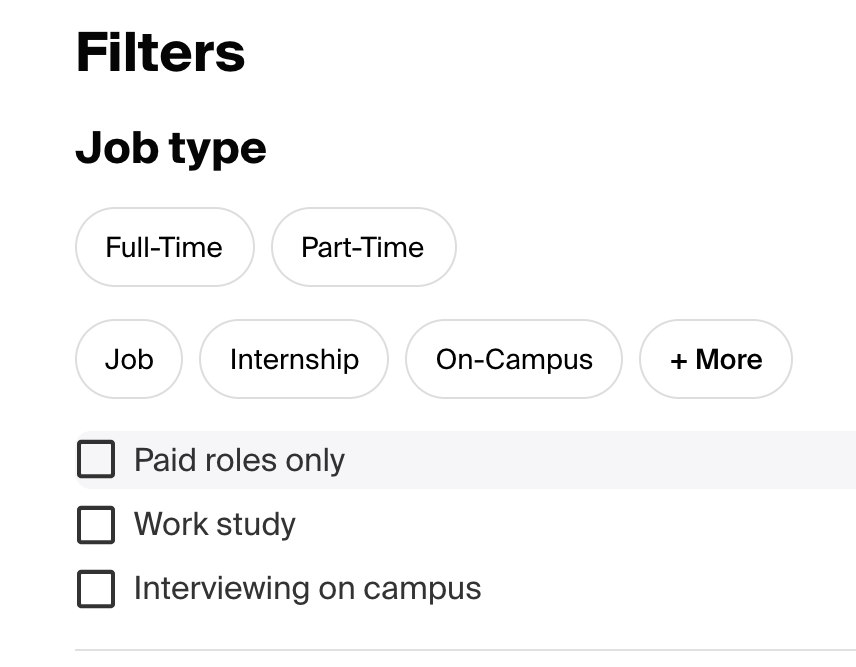 Filters
Job type
Full-Time Part-Time
Job Internship On-Campus + More
Paid roles only
Work study
Interviewing on campus